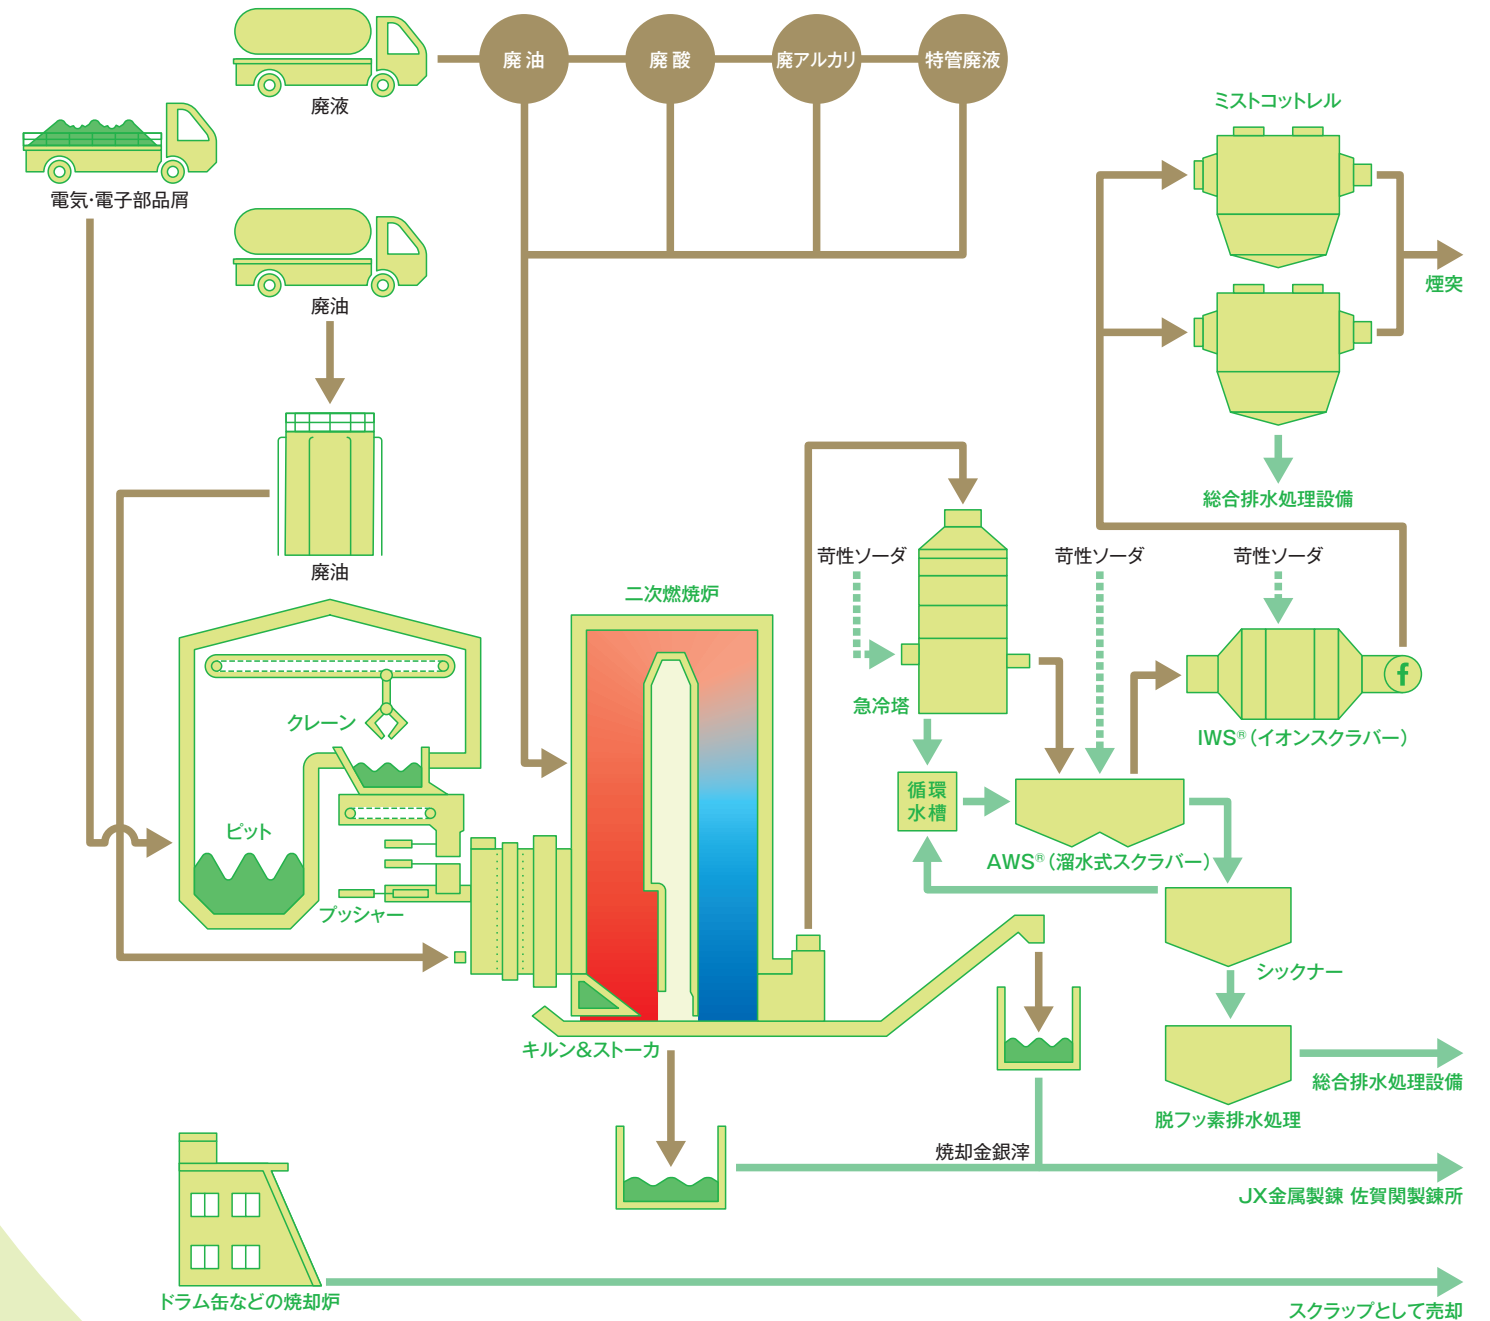 廃油
廃酸
廃アルカリ
特管廃液
廃液
ミストコットレル
電気・電子部品屑
廃油
煙突
総合排水処理設備
苛性ソーダ
苛性ソーダ
苛性ソーダ
廃油
二次燃焼炉
急冷塔
クレーン
IWS®(イオンスクラバー)
f
循環
水槽
ピット
AWS®(溜水式スクラバー)
プッシャー
シックナー
キルン&ストーカ
総合排水処理設備
脱フッ素排水処理
焼却金銀滓
JX金属製錬 佐賀関製錬所
ドラム缶などの焼却炉
スクラップとして売却